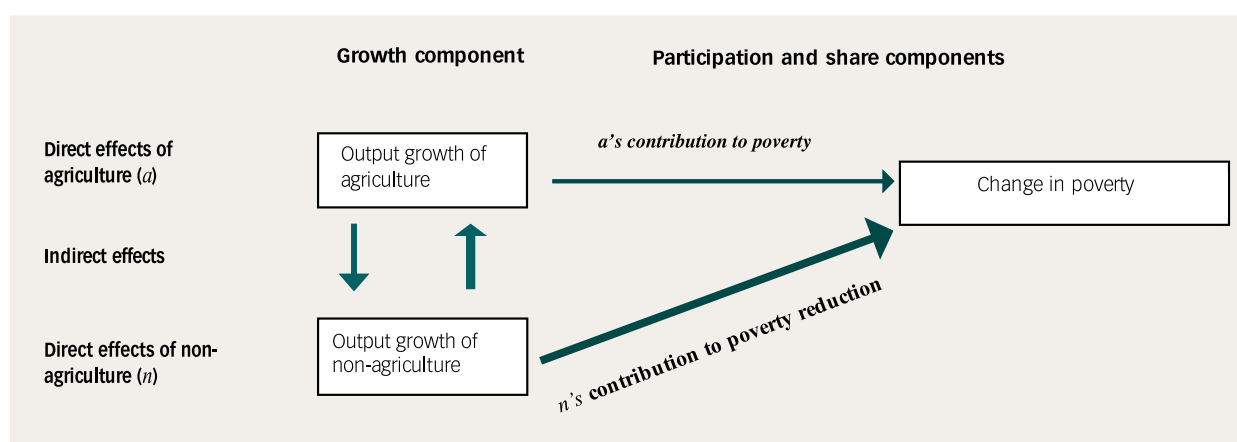 Growth component
Participation and share components
Direct effects of
agriculture (a)
Output growth of
agriculture
a's contribution to poverty
Change in poverty
Indirect effects
Direct effects of non-
agriculture (n)
Output growth of
non-agriculture
n's contribution to poverty reduction